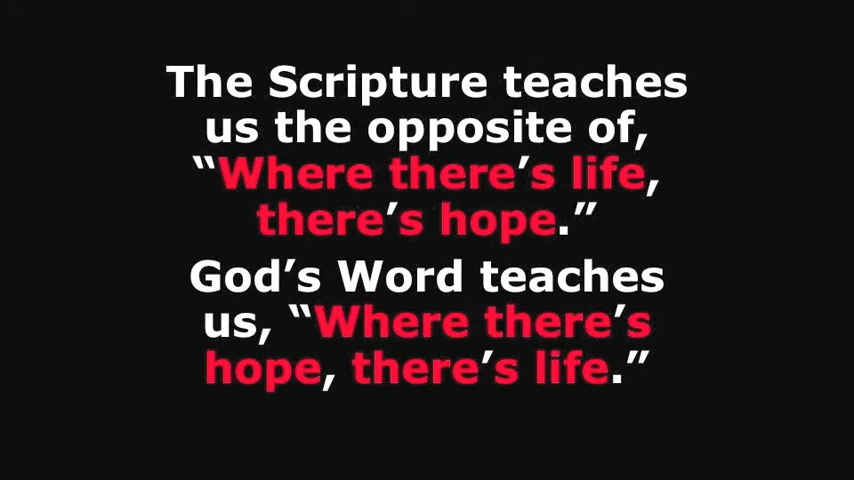 The Scripture teaches
us the opposite of,
“Where there’s life,
there’s hope.”
God’s Word teaches
us, “Where there’s
hope, there’s life.”